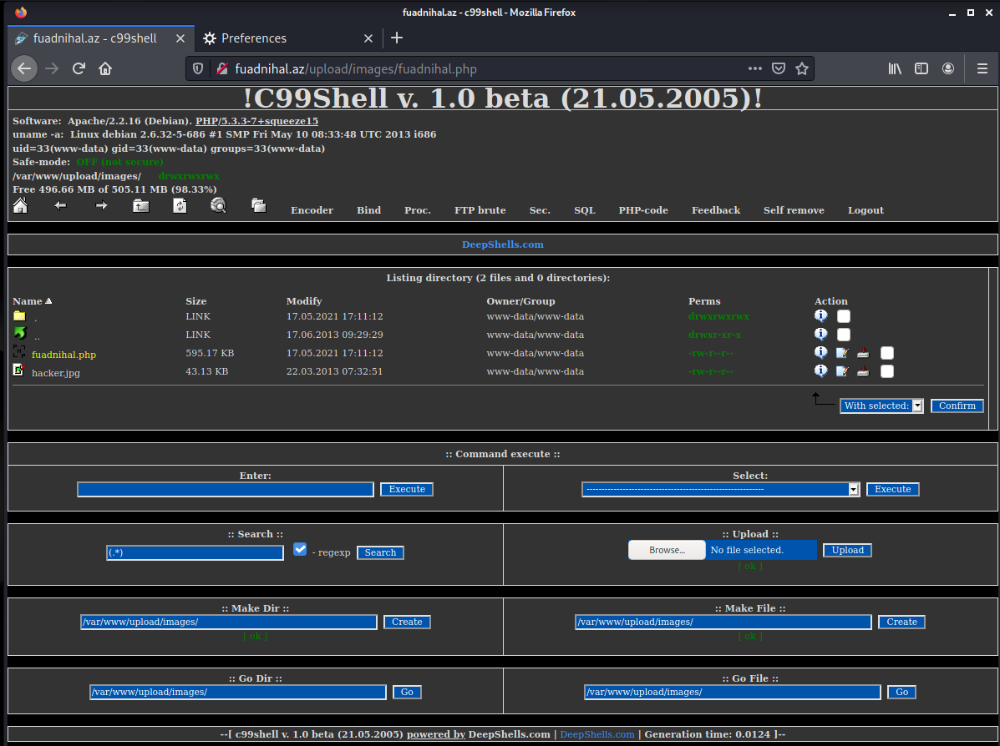 fuadnihal.az - c99shell - Mozilla Firefox
fuadnihal.az - c99shell
Preferences
fuadnihal.az/upload/images/fuadnihal.php
!C99Shell v. 1.0 beta (21.05.2005)!
Software: Apache/2.2.16 (Debian). PHP/5.3.3-7+squeeze15
uname -a: Linux debian 2.6.32-5-686 #1 SMP Fri May 10 08:33:48 UTC 2013 i686
uid=33(www-data) gid=33(www-data) groups=33(www-data)
Safe-mode: OFF (not secure)
/var/www/upload/images/ drwxrwxrwx
Free 496.66 MB of 505.11 MB (98.33%)
Encoder Bind Proc. FTP brute Sec. SQL PHP-code Feedback Self remove Logout
DeepShells.com
Listing directory (2 files and 0 directories):
Name Size Modify Owner/Group Perms Action
. LINK 17.05.2021 17:11:12 www-data/www-data drwxrwxrwx
.. LINK 17.06.2013 09:29:29 www-data/www-data drwxr-xr-x
fuadnihal.php 595.17 KB 17.05.2021 17:11:12 www-data/www-data -rw-r--r--
hacker.jpg 43.13 KB 22.03.2013 07:32:51 www-data/www-data -rw-r--r--
With selected: Confirm
:: Command execute ::
Enter:
Execute
Select:
------------------------------------------------------------ Execute
:: Search ::
(.*) - regexp Search
:: Upload ::
Browse... No file selected. Upload
[ ok ]
:: Make Dir ::
/var/www/upload/images/ Create
[ ok ]
:: Make File ::
/var/www/upload/images/ Create
[ ok ]
:: Go Dir ::
/var/www/upload/images/ Go
:: Go File ::
/var/www/upload/images/ Go
--[ c99shell v. 1.0 beta (21.05.2005) powered by DeepShells.com | DeepShells.com | Generation time: 0.0124 ]--